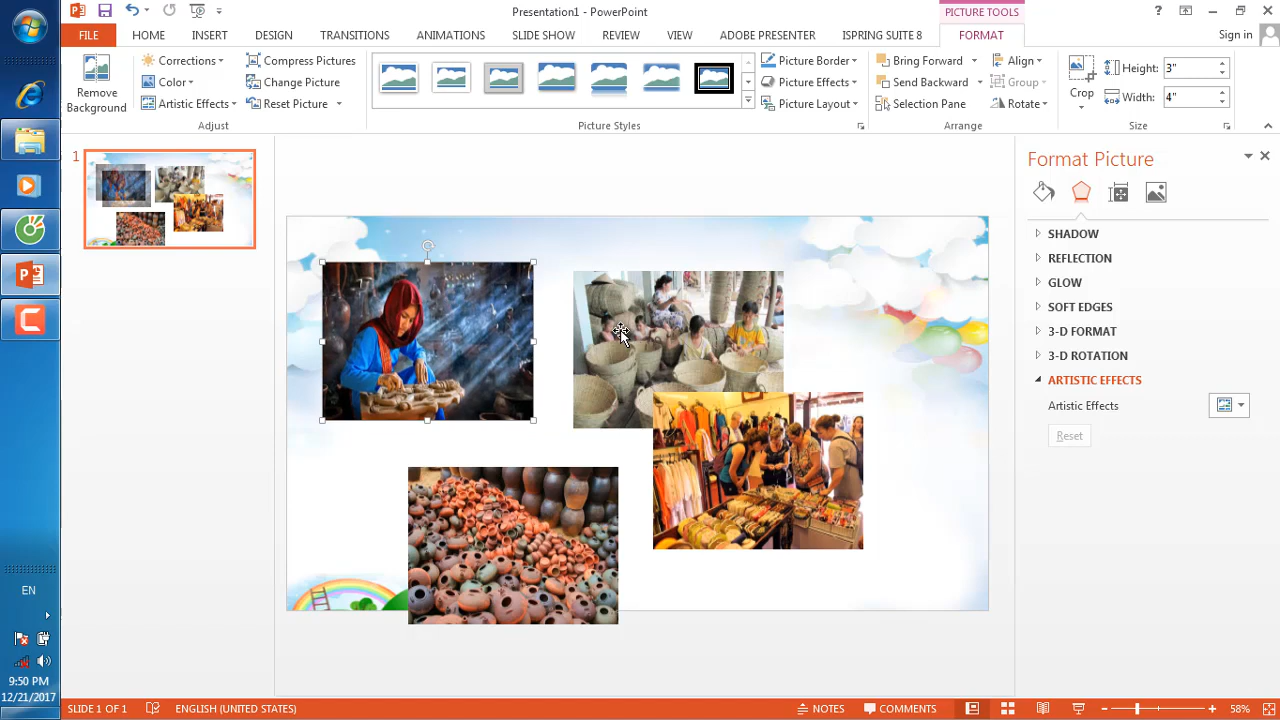 Presentation1 - PowerPoint
PICTURE TOOLS
Sign in
FILE
HOME
INSERT
DESIGN
TRANSITIONS
ANIMATIONS
SLIDE SHOW
REVIEW
VIEW
ADOBE PRESENTER
ISPRING SUITE 8
FORMAT
Remove
Background
Corrections
Color
Artistic Effects
Compress Pictures
Change Picture
Reset Picture
Adjust
Picture Styles
Picture Border
Picture Effects
Picture Layout
Bring Forward
Send Backward
Selection Pane
Align
Group
Rotate
Arrange
Crop
Height: 3"
Width: 4"
Size
1
Format Picture
SHADOW
REFLECTION
GLOW
SOFT EDGES
3-D FORMAT
3-D ROTATION
ARTISTIC EFFECTS
Artistic Effects
Reset
EN
9:50 PM
12/21/2017
SLIDE 1 OF 1
ENGLISH (UNITED STATES)
NOTES
COMMENTS
58%